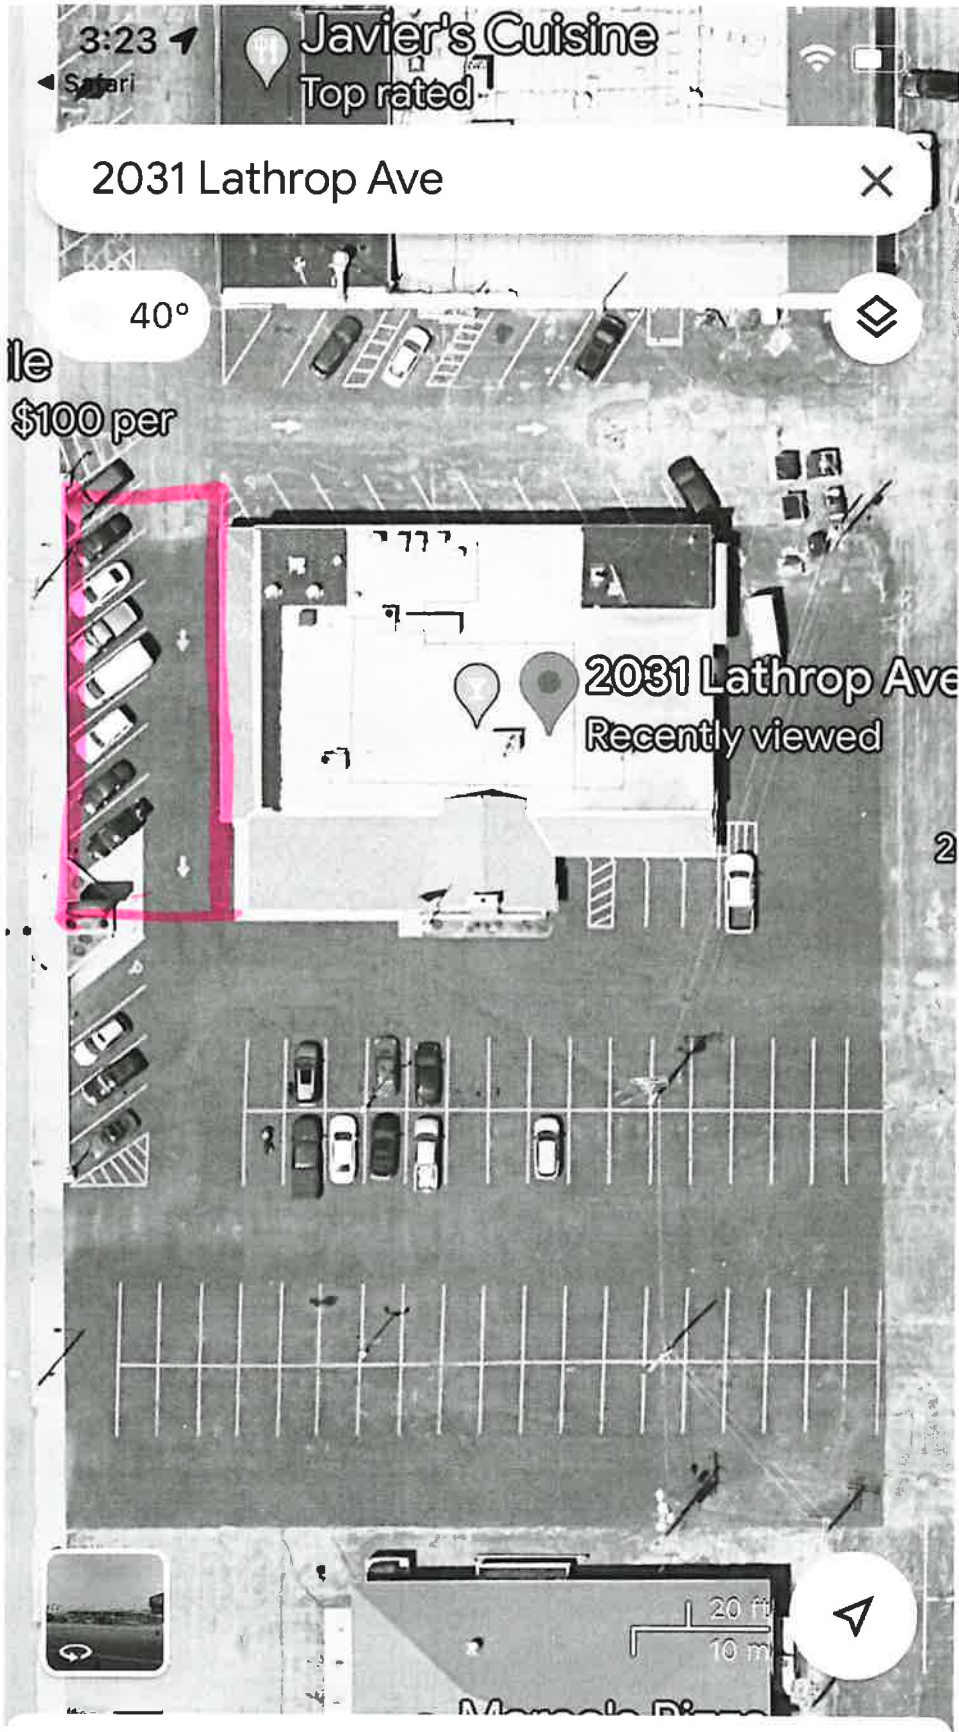 3:23
Safari
Javier's Cuisine
Top rated
2031 Lathrop Ave
40°
$100 per
2031 Lathrop Ave
Recently viewed
20 ft
10 m